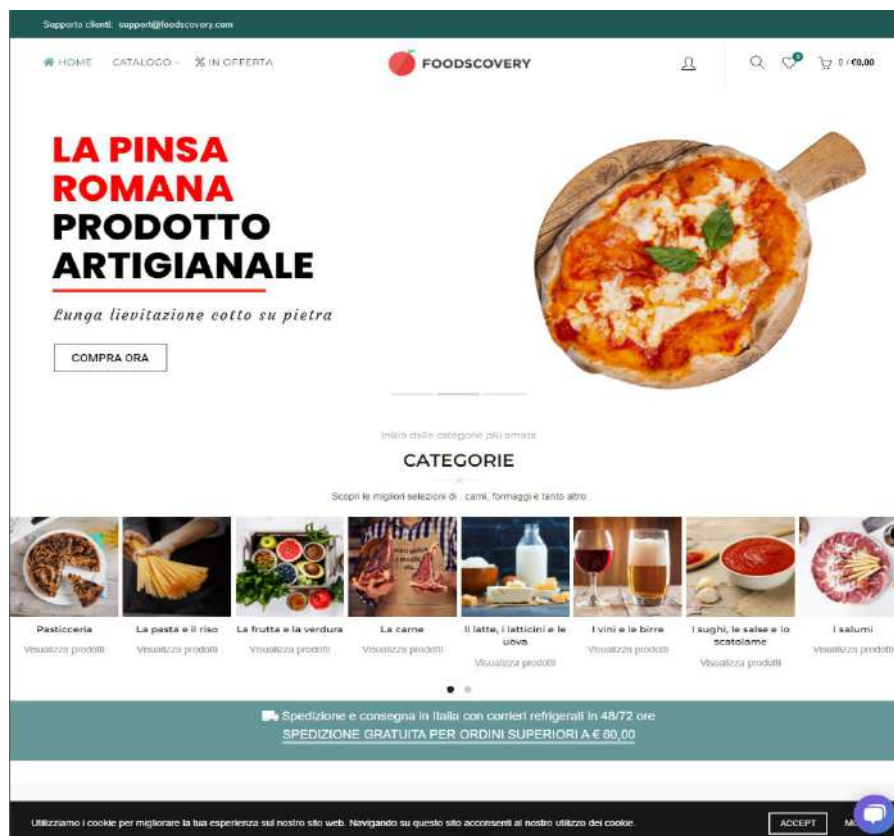 Supporto clienti: support@foodscovery.com
HOME CATALOGO % IN OFFERTA
FOODSCOVERY
0
0 / €0,00
LA PINSA
ROMANA
PRODOTTO
ARTIGIANALE
Lunga lievitazione cotto su pietra
COMPRA ORA
Inizia dalle categorie più amate
CATEGORIE
Scopri le migliori selezioni di , carni, formaggi e tanto altro
Pasticceria
Visualizza prodotti
La pasta e il riso
Visualizza prodotti
La frutta e la verdura
Visualizza prodotti
La carne
Visualizza prodotti
Il latte, i latticini e le
uova
Visualizza prodotti
I vini e le birre
Visualizza prodotti
I sughi, le salse e lo
scatolame
Visualizza prodotti
I salumi
Visualizza prodotti
Spedizione e consegna in Italia con corrieri refrigerati in 48/72 ore
SPEDIZIONE GRATUITA PER ORDINI SUPERIORI A € 60,00
Utilizziamo i cookie per migliorare la tua esperienza sul nostro sito web. Navigando su questo sito acconsenti al nostro utilizzo dei cookie.
ACCEPT